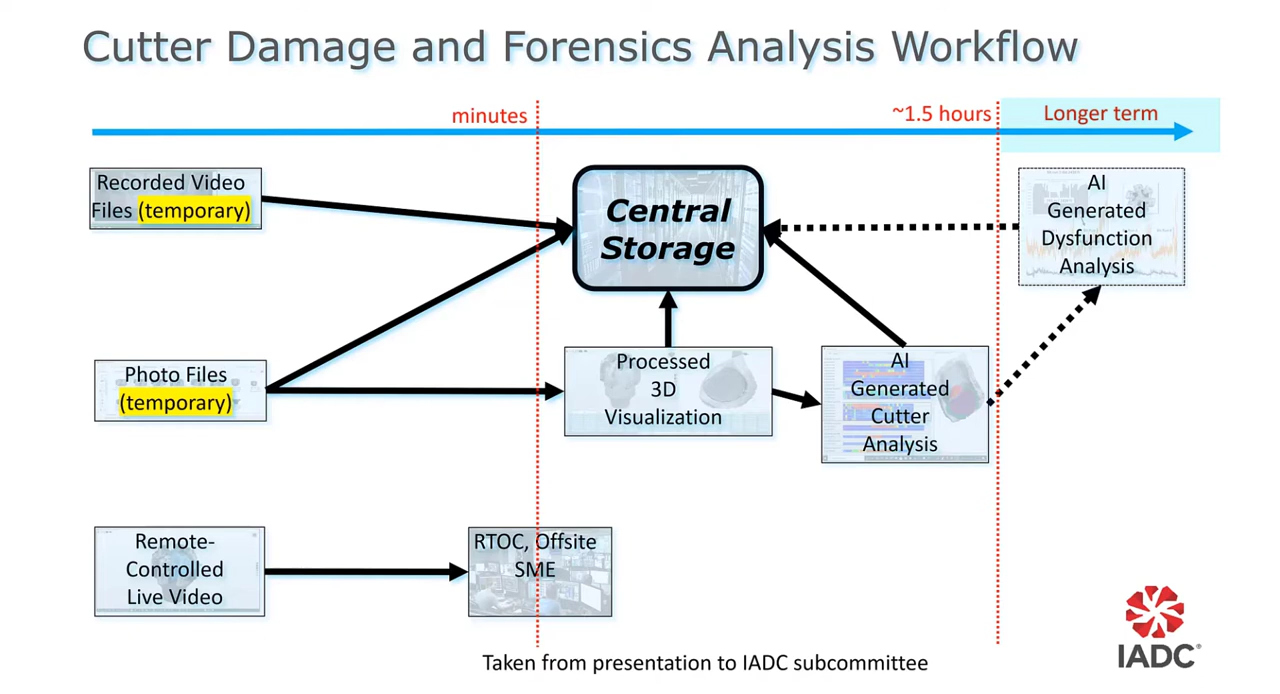 Cutter Damage and Forensics Analysis Workflow
minutes
~1.5 hours
Longer term
Recorded Video
Files (temporary)
Central
Storage
AI
Generated
Dysfunction
Analysis
Photo Files
(temporary)
Processed
3D
Visualization
AI
Generated
Cutter
Analysis
Remote-
Controlled
Live Video
RTOC, Offsite
SME
Taken from presentation to IADC subcommittee
IADC